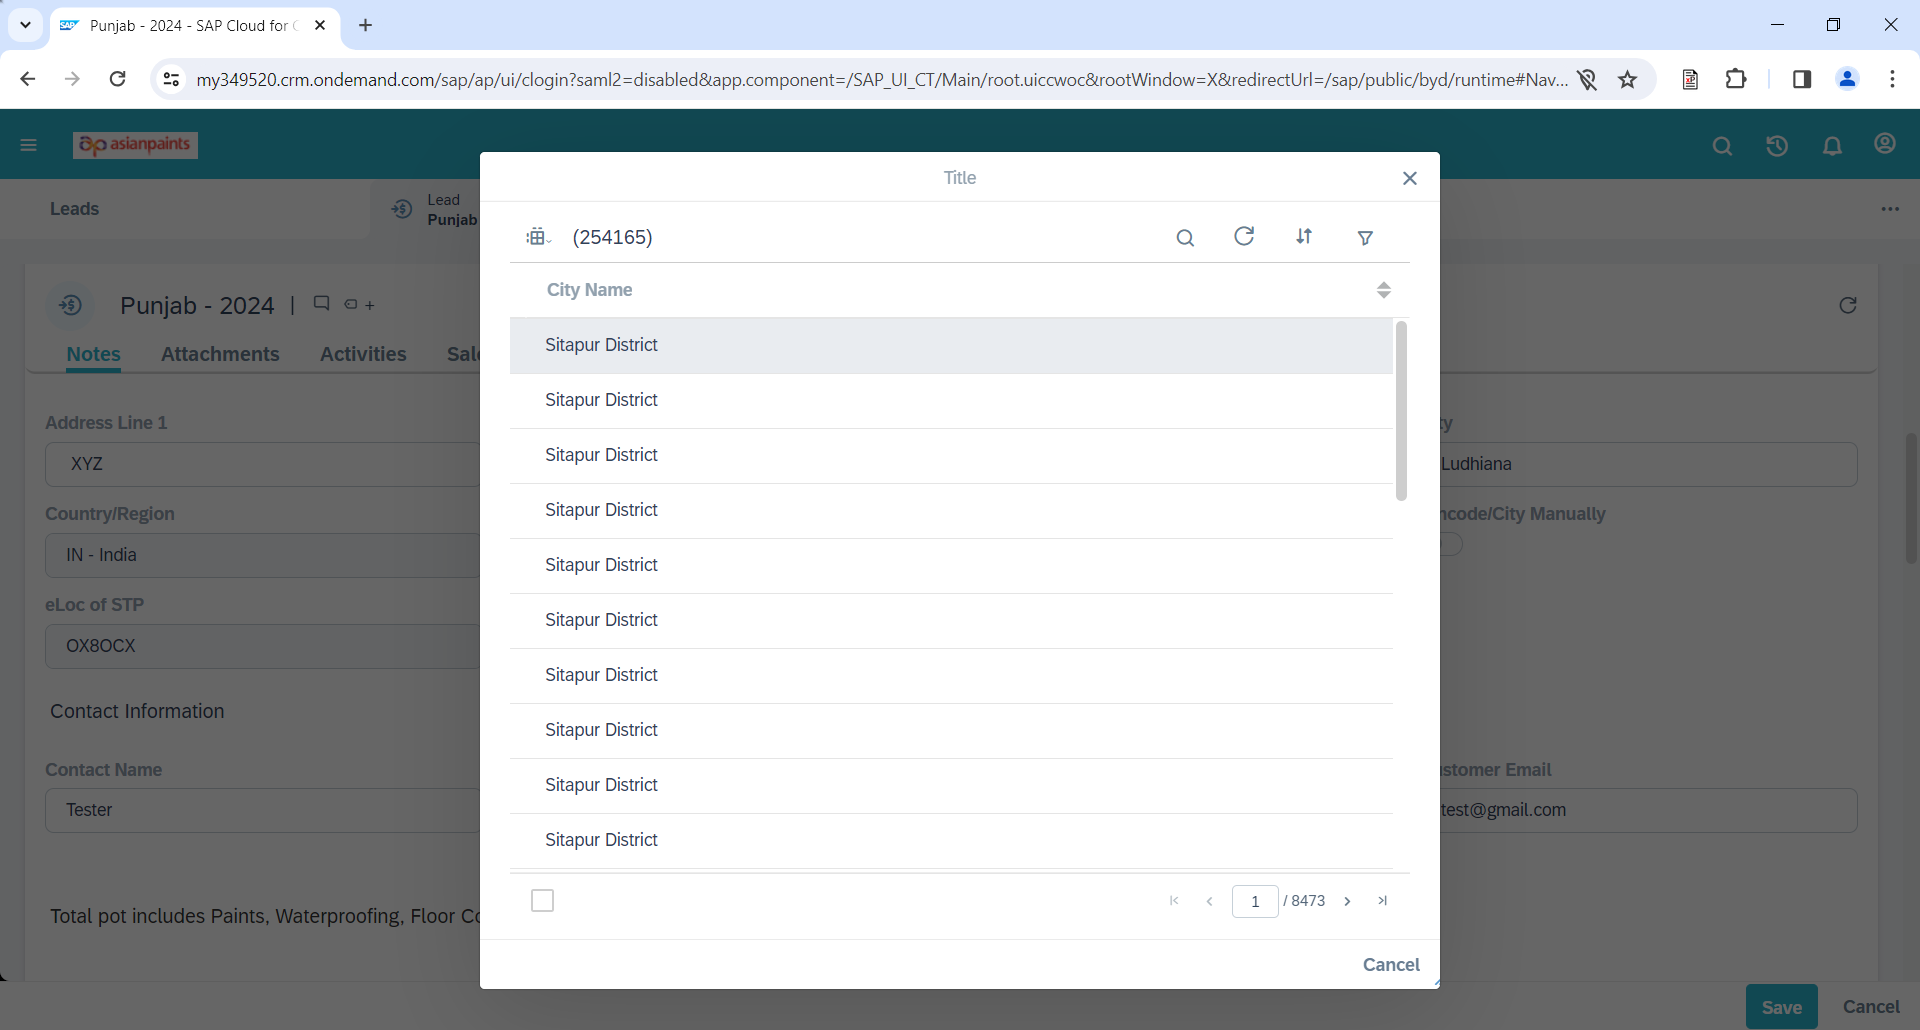 Punjab - 2024 - SAP Cloud for
my349520.crm.ondemand.com/sap/ap/ui/clogin?saml2=disabled&app.component=/SAP_UI_CT/Main/root.uiccwoc&rootWindow=X&redirectUrl=/sap/public/byd/runtime#Nav...
asianpaints
Leads
Lead
Punjab
Title
(254165)
City Name
Sitapur District
Sitapur District
Sitapur District
Sitapur District
Sitapur District
Sitapur District
Sitapur District
Sitapur District
Sitapur District
Sitapur District
1 / 8473
Cancel
Punjab - 2024
Notes Attachments Activities
Address Line 1
XYZ
Ludhiana
Country/Region
IN - India
ncode/City Manually
eLoc of STP
OX8OCX
Contact Information
Contact Name
Tester
stomer Email
test@gmail.com
Total pot includes Paints, Waterproofing, Floor
Save Cancel